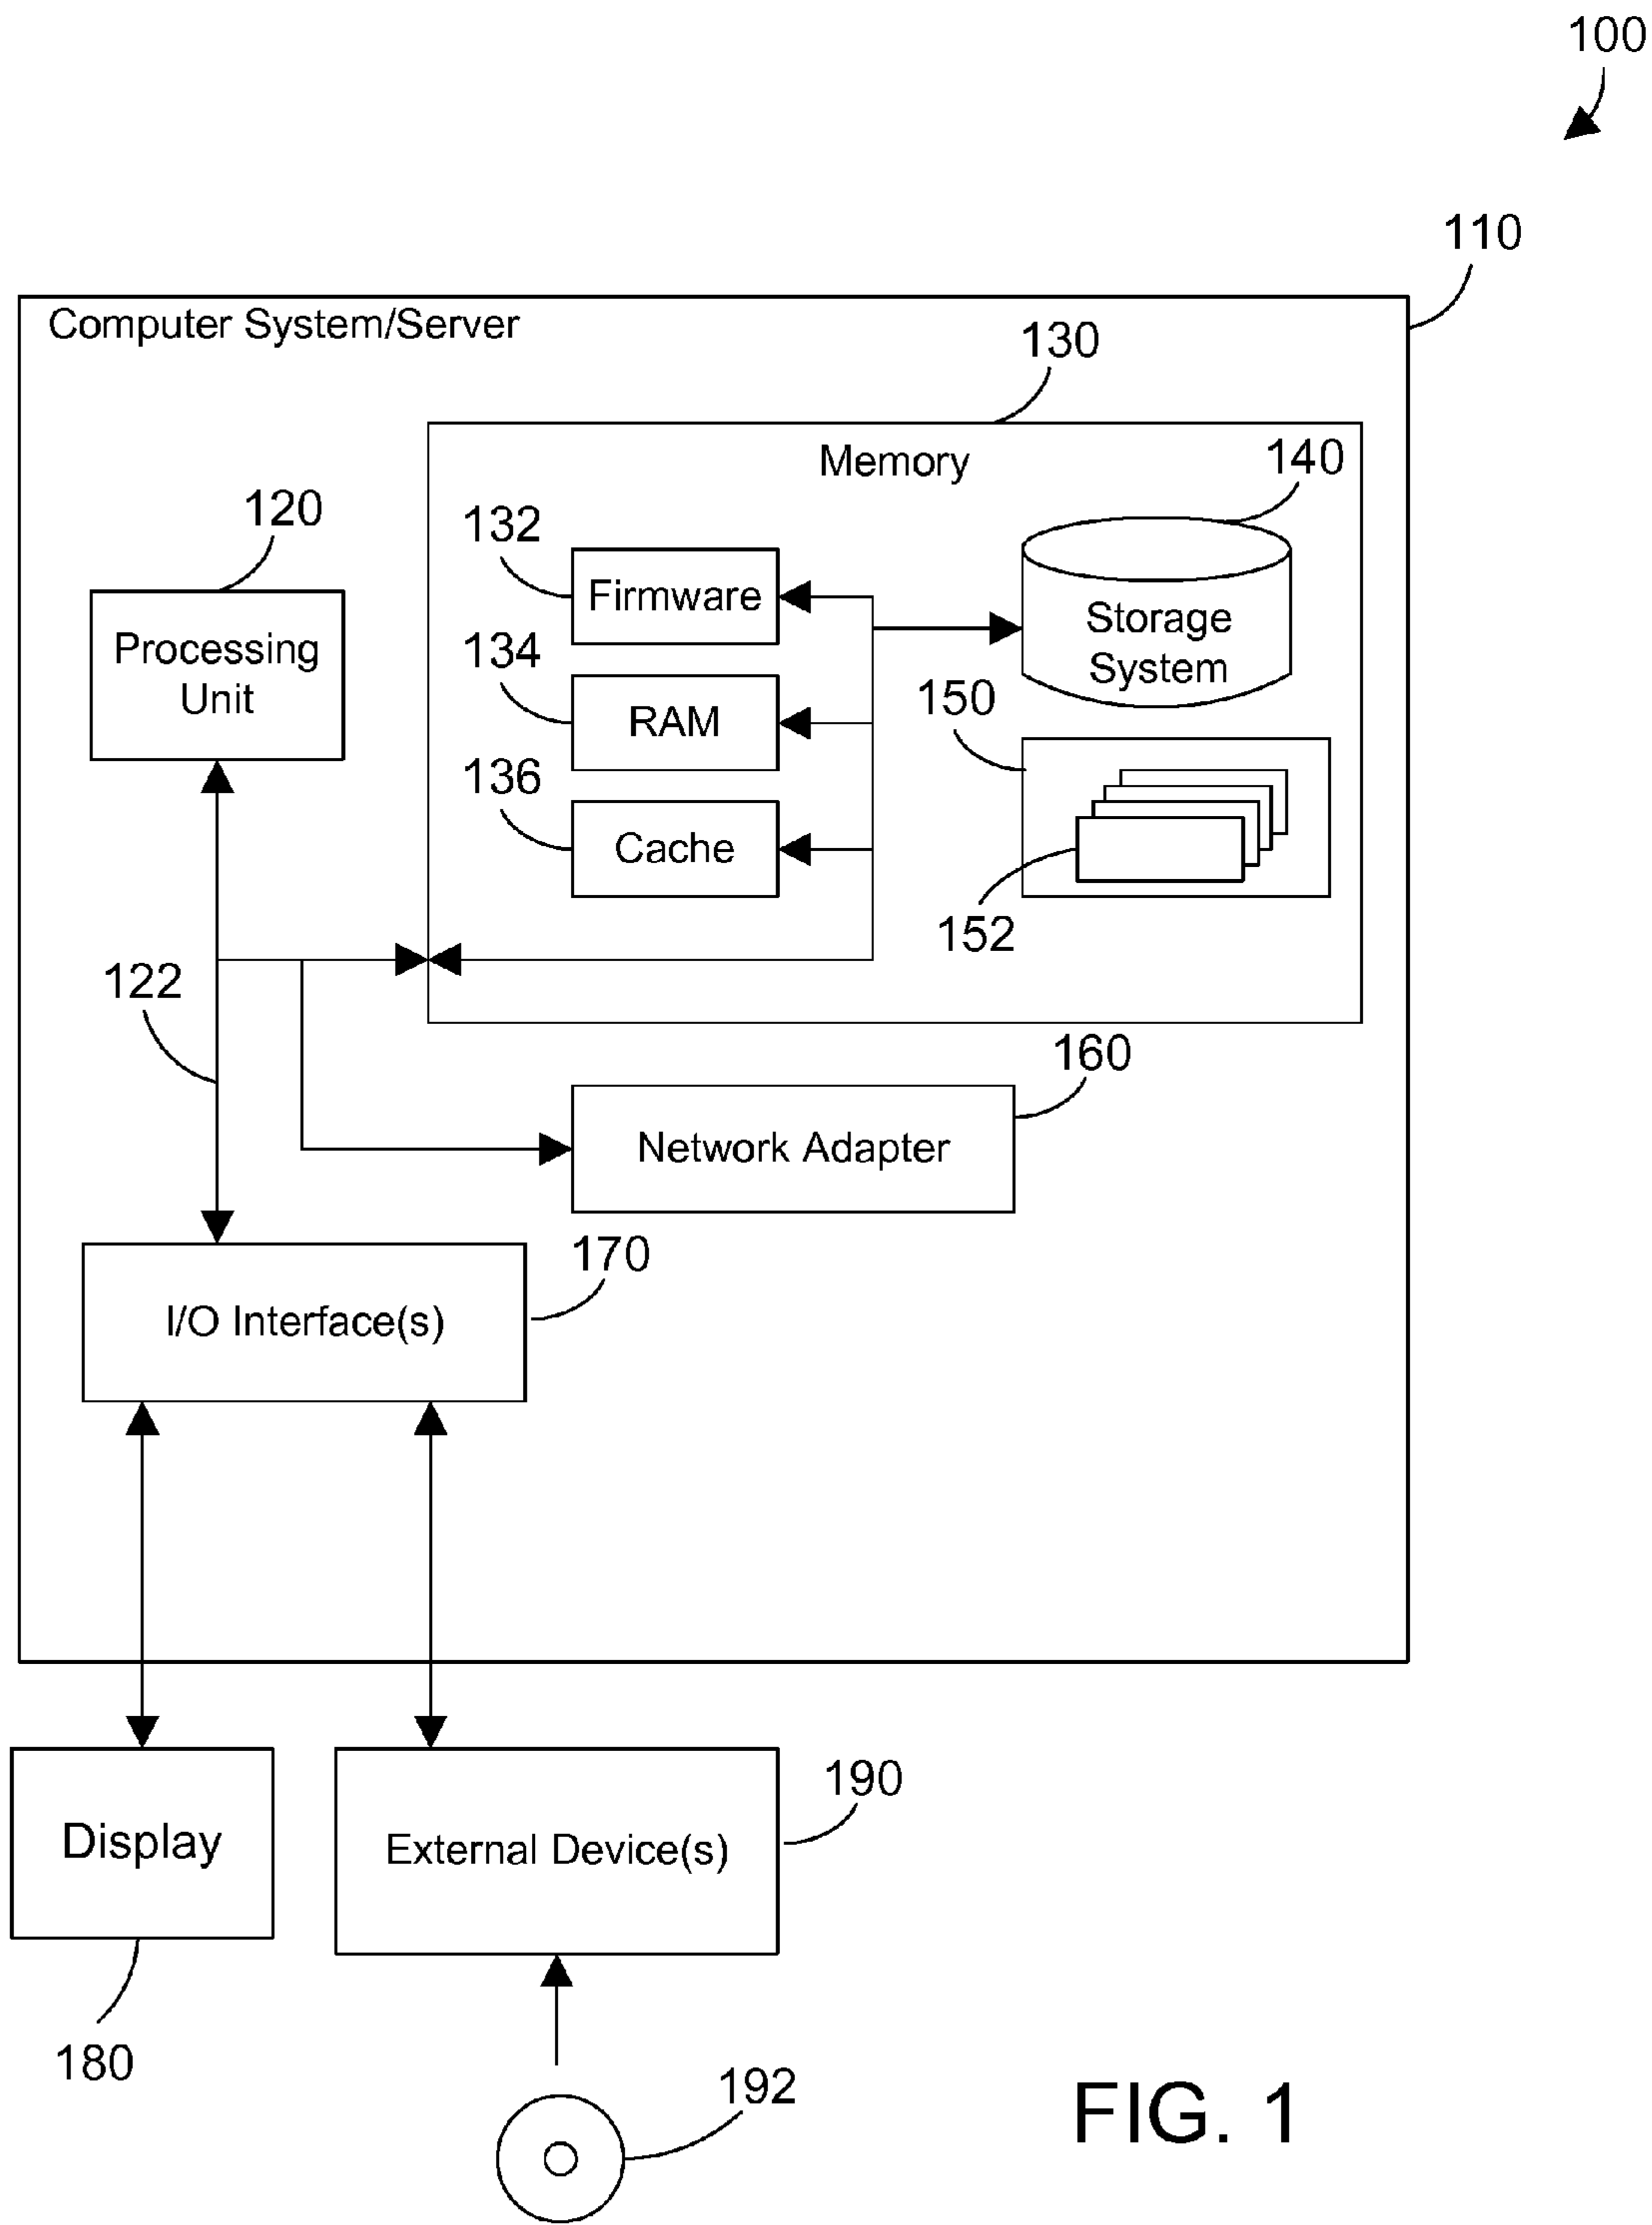 100
110
Computer System/Server
130
Memory
140
120
132
Firmware
Processing
Unit
Storage
System
134
RAM
150
136
Cache
152
122
160
Network Adapter
170
I/O Interface(s)
190
Display
External Device(s)
180
192
FIG. 1